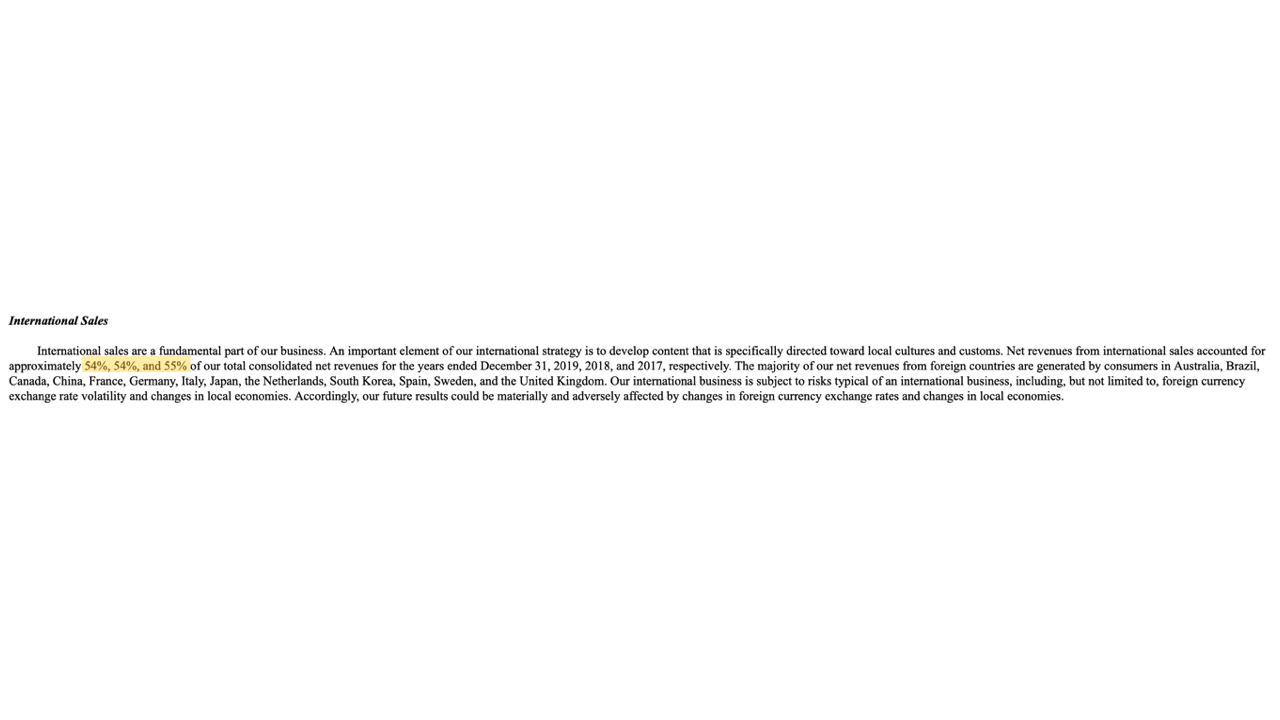 International Sales
International sales are a fundamental part of our business. An important element of our international strategy is to develop content that is specifically directed toward local cultures and customs. Net revenues from international sales accounted for
approximately 54%, 54%, and 55% of our total consolidated net revenues for the years ended December 31, 2019, 2018, and 2017, respectively. The majority of our net revenues from foreign countries are generated by consumers in Australia, Brazil,
Canada, China, France, Germany, Italy, Japan, the Netherlands, South Korea, Spain, Sweden, and the United Kingdom. Our international business is subject to risks typical of an international business, including, but not limited to, foreign currency
exchange rate volatility and changes in local economies. Accordingly, our future results could be materially and adversely affected by changes in foreign currency exchange rates and changes in local economies.